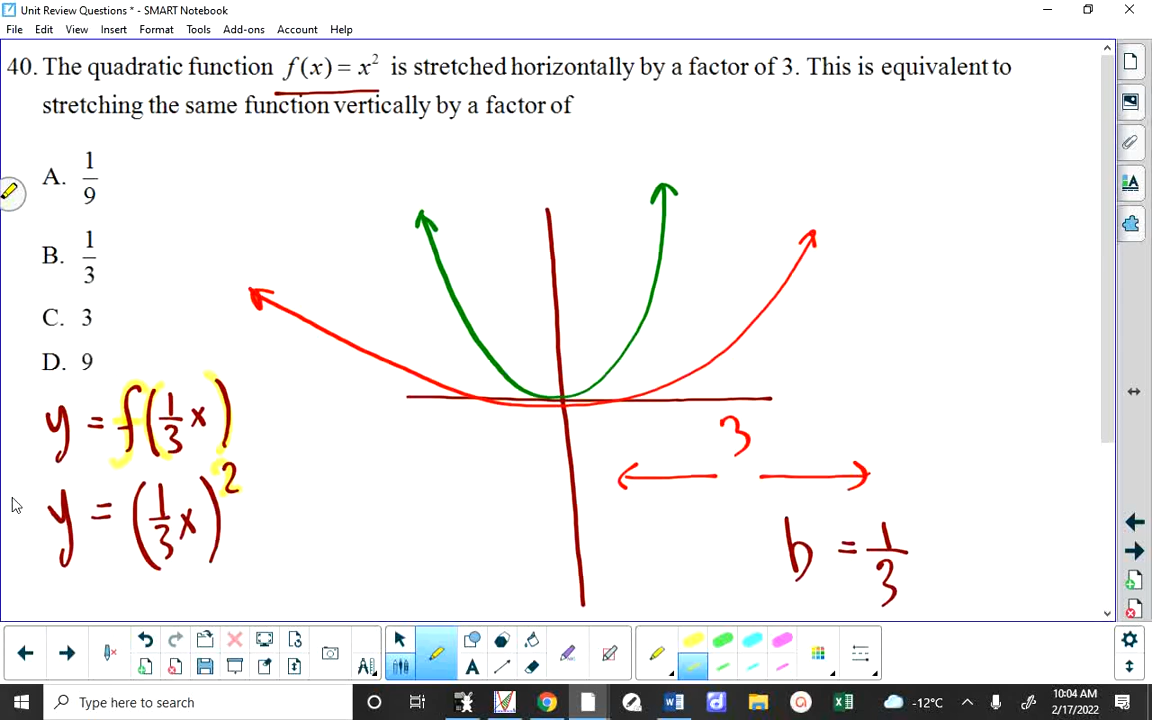 Unit Review Questions * - SMART Notebook
File Edit View Insert Format Tools Add-ons Account Help
40. The quadratic function f(x) = x² is stretched horizontally by a factor of 3. This is equivalent to
stretching the same function vertically by a factor of
A. 1/9
B. 1/3
C. 3
D. 9
y = f(1/3 x)
y = (1/3 x)²
3
b = 1/3
Type here to search
-12°C
10:04 AM
2/17/2022